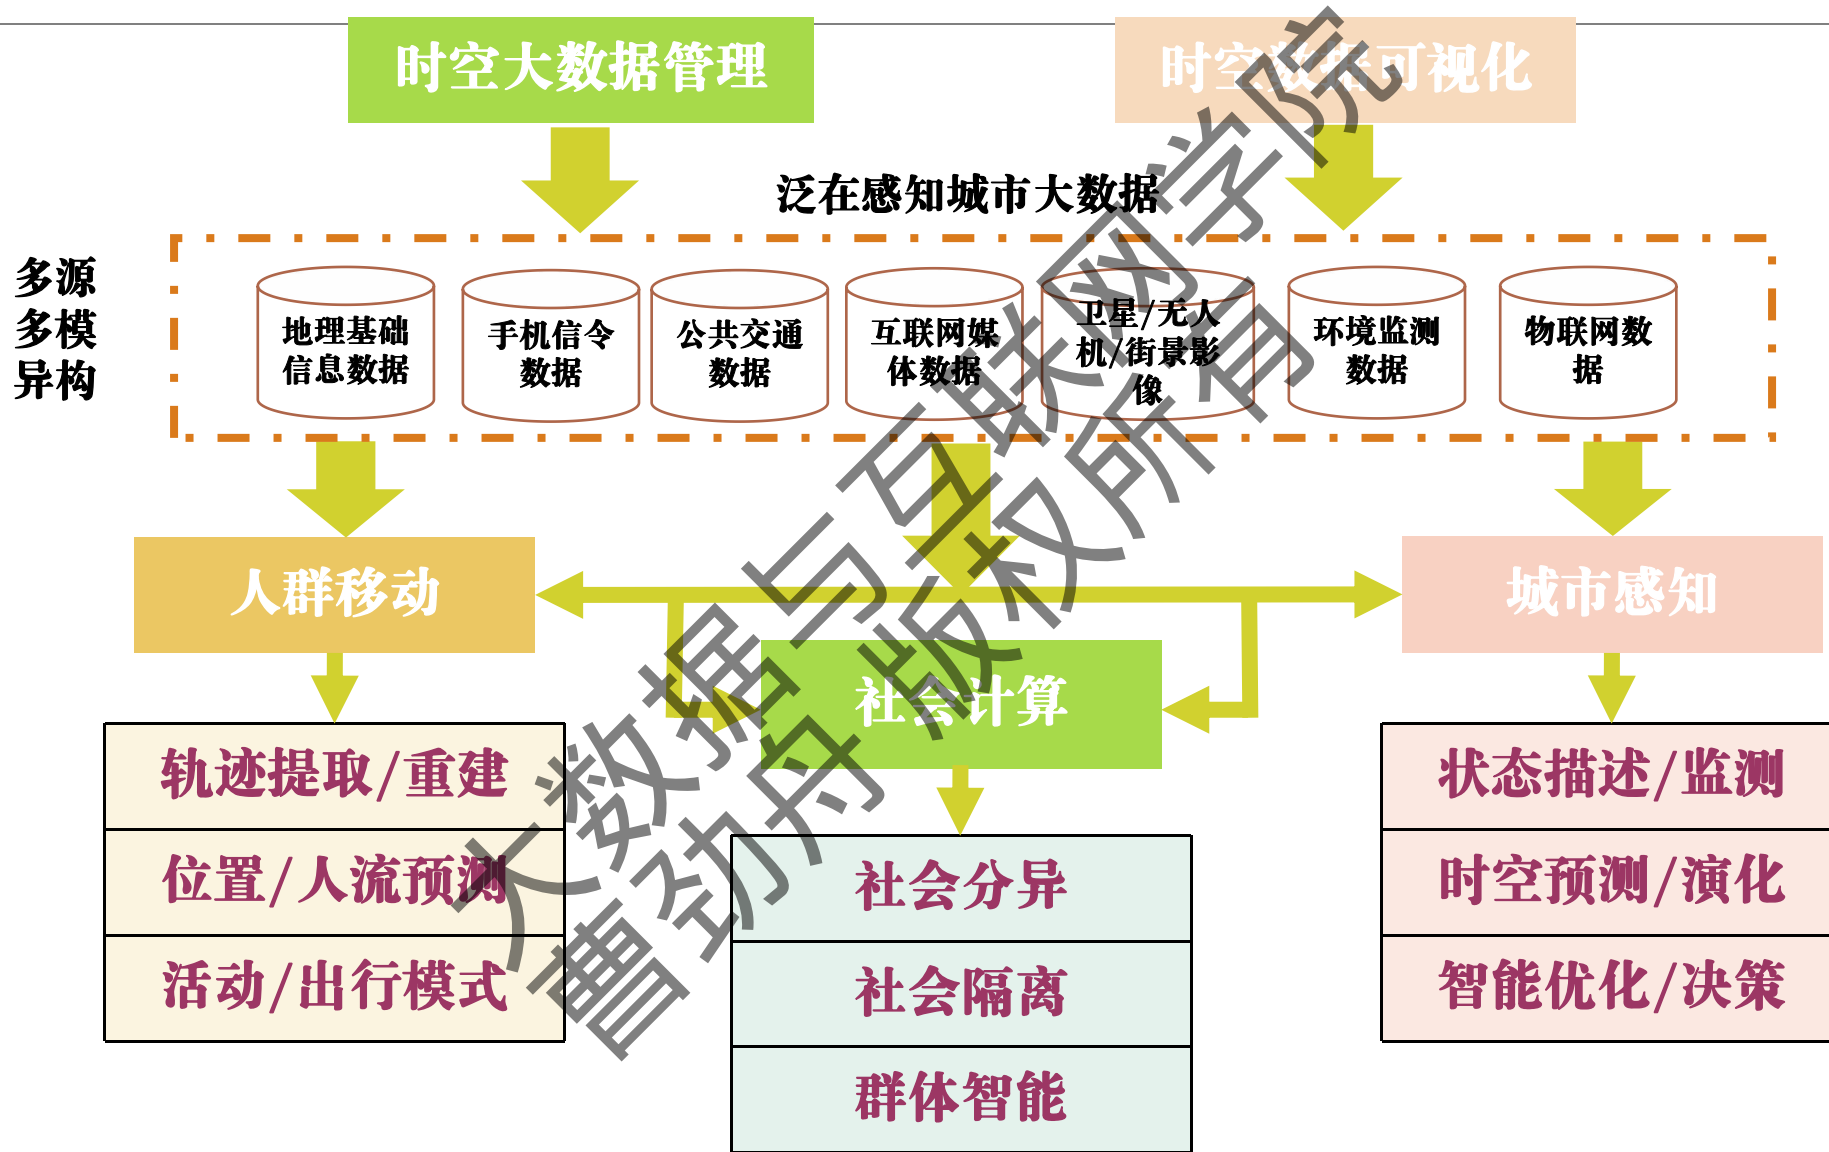 时空大数据管理
时空数据可视化
泛在感知城市大数据
多源
多模
异构
地理基础
信息数据
手机信令
数据
公共交通
数据
互联网媒
体数据
卫星/无人
机/街景影
像
环境监测
数据
物联网数
据
人群移动
城市感知
社会计算
轨迹提取/重建
位置/人流预测
活动/出行模式
社会分异
社会隔离
群体智能
状态描述/监测
时空预测/演化
智能优化/决策
大数据与互联网学院
曹劲舟 版权所有